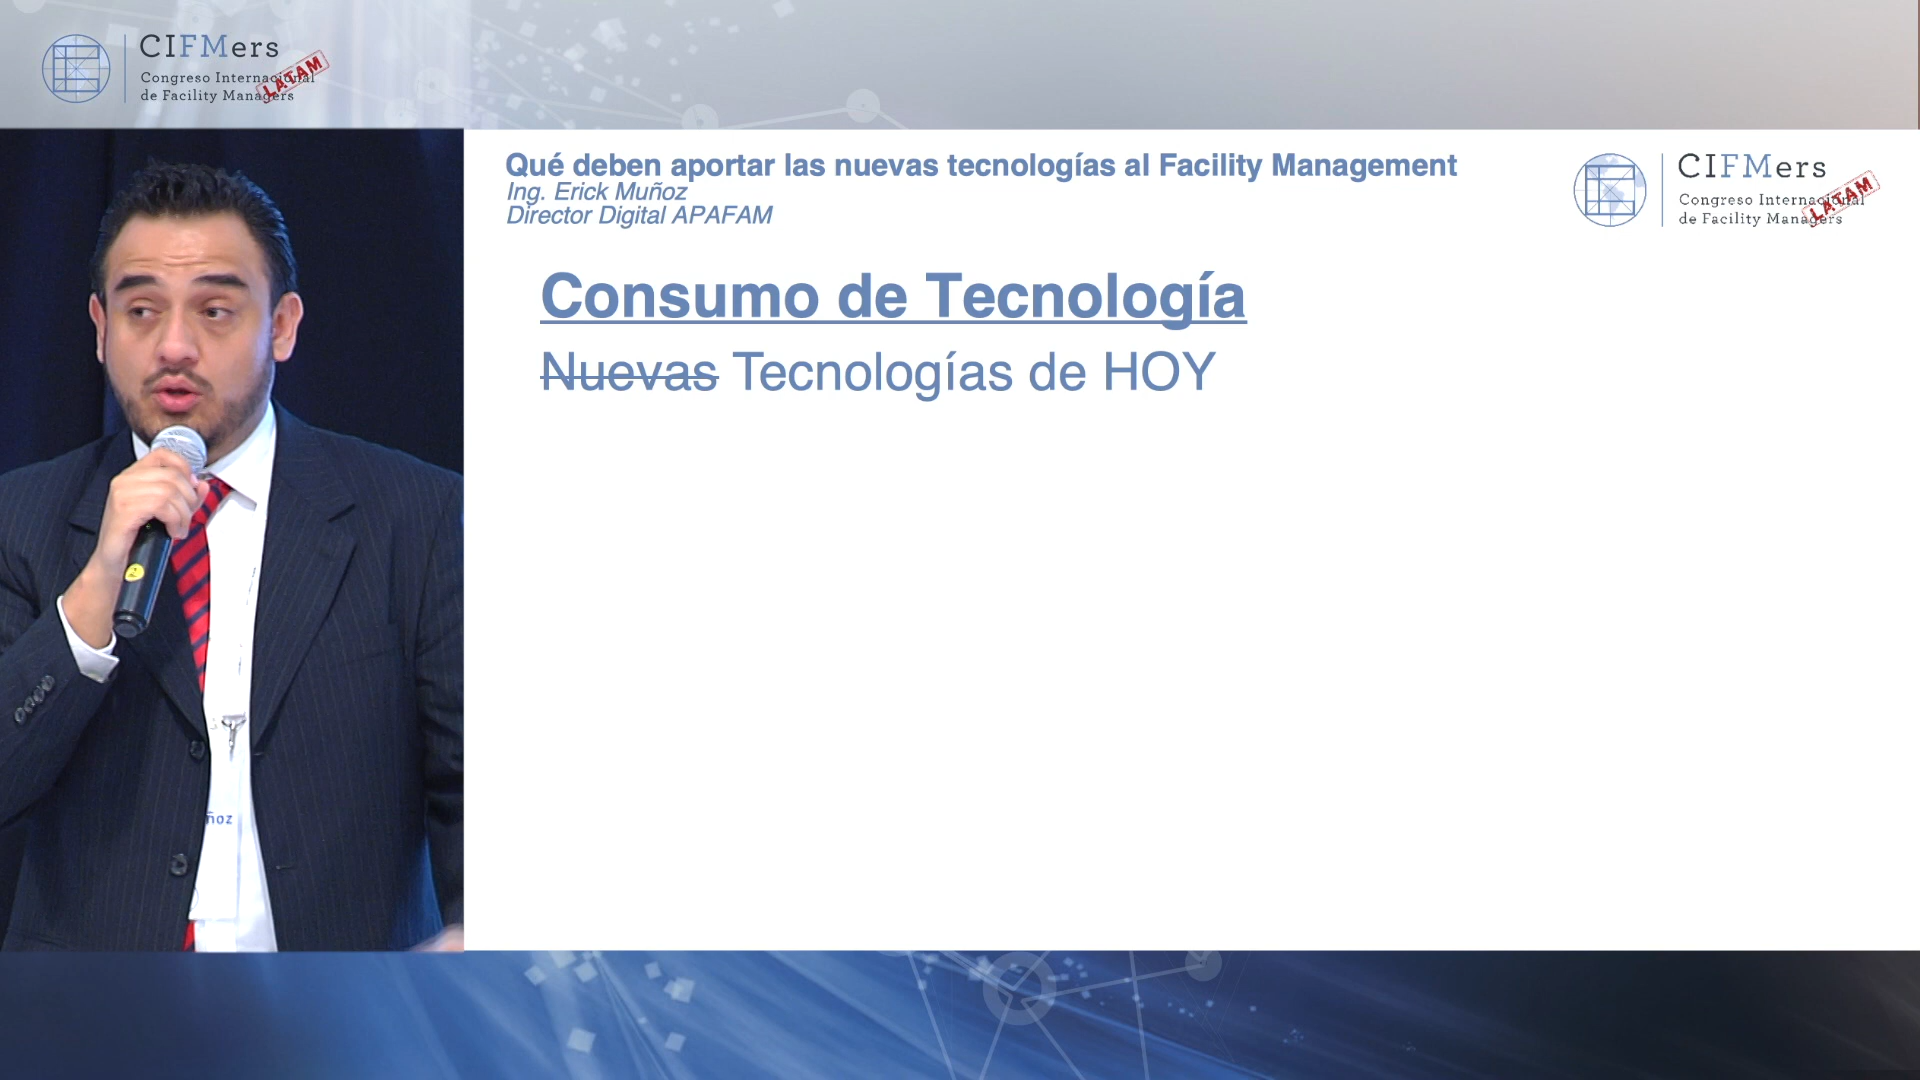 CIFMers
Congreso Internacional
de Facility Managers
LATAM
Qué deben aportar las nuevas tecnologías al Facility Management
Ing. Erick Muñoz
Director Digital APAFAM
CIFMers
Congreso Internacional
de Facility Managers
LATAM
Consumo de Tecnología
Nuevas Tecnologías de HOY
ñoz